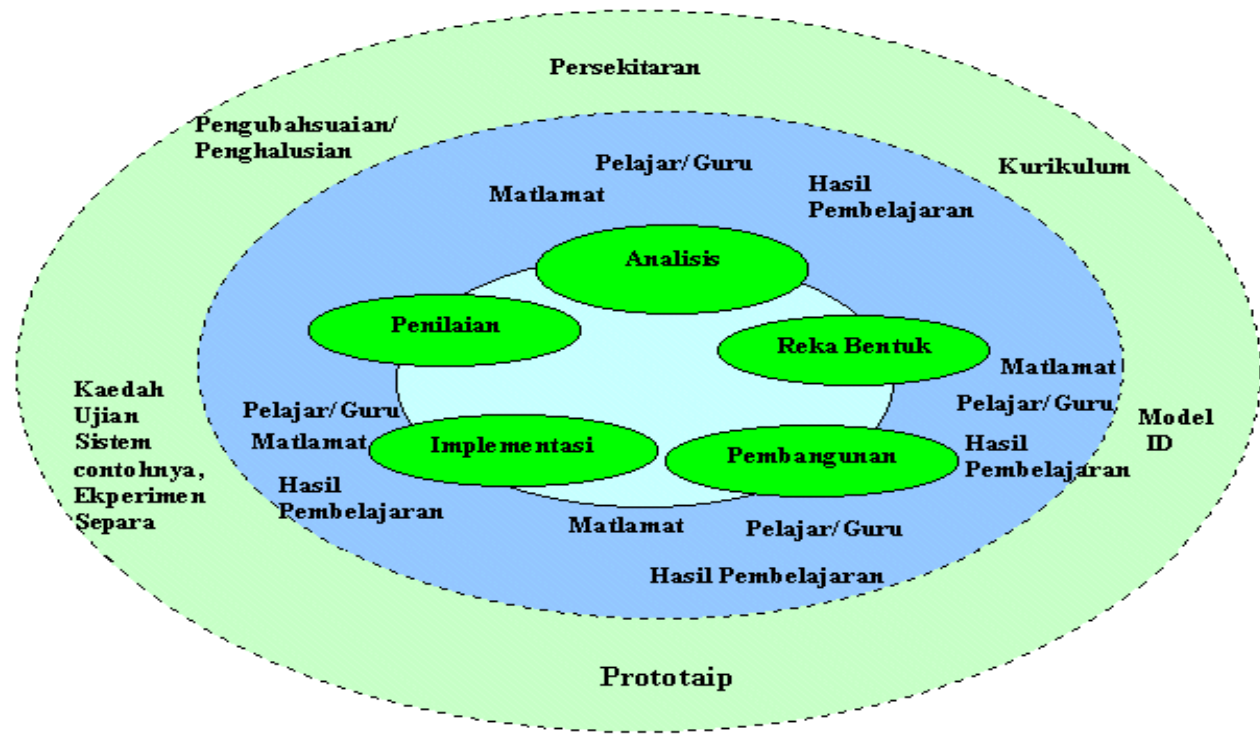 Persekitaran
Pengubahsuaian/
Penghalusian
Kurikulum
Pelajar/Guru
Matlamat
Hasil
Pembelajaran
Analisis
Penilaian
Reka Bentuk
Matlamat
Pelajar/Guru
Hasil
Pembelajaran
Model
ID
Kaedah
Ujian
Sistem
contohnya,
Ekperimen
Separa
Pelajar/Guru
Matlamat
Hasil
Pembelajaran
Implementasi
Pembangunan
Matlamat
Pelajar/Guru
Hasil Pembelajaran
Prototaip